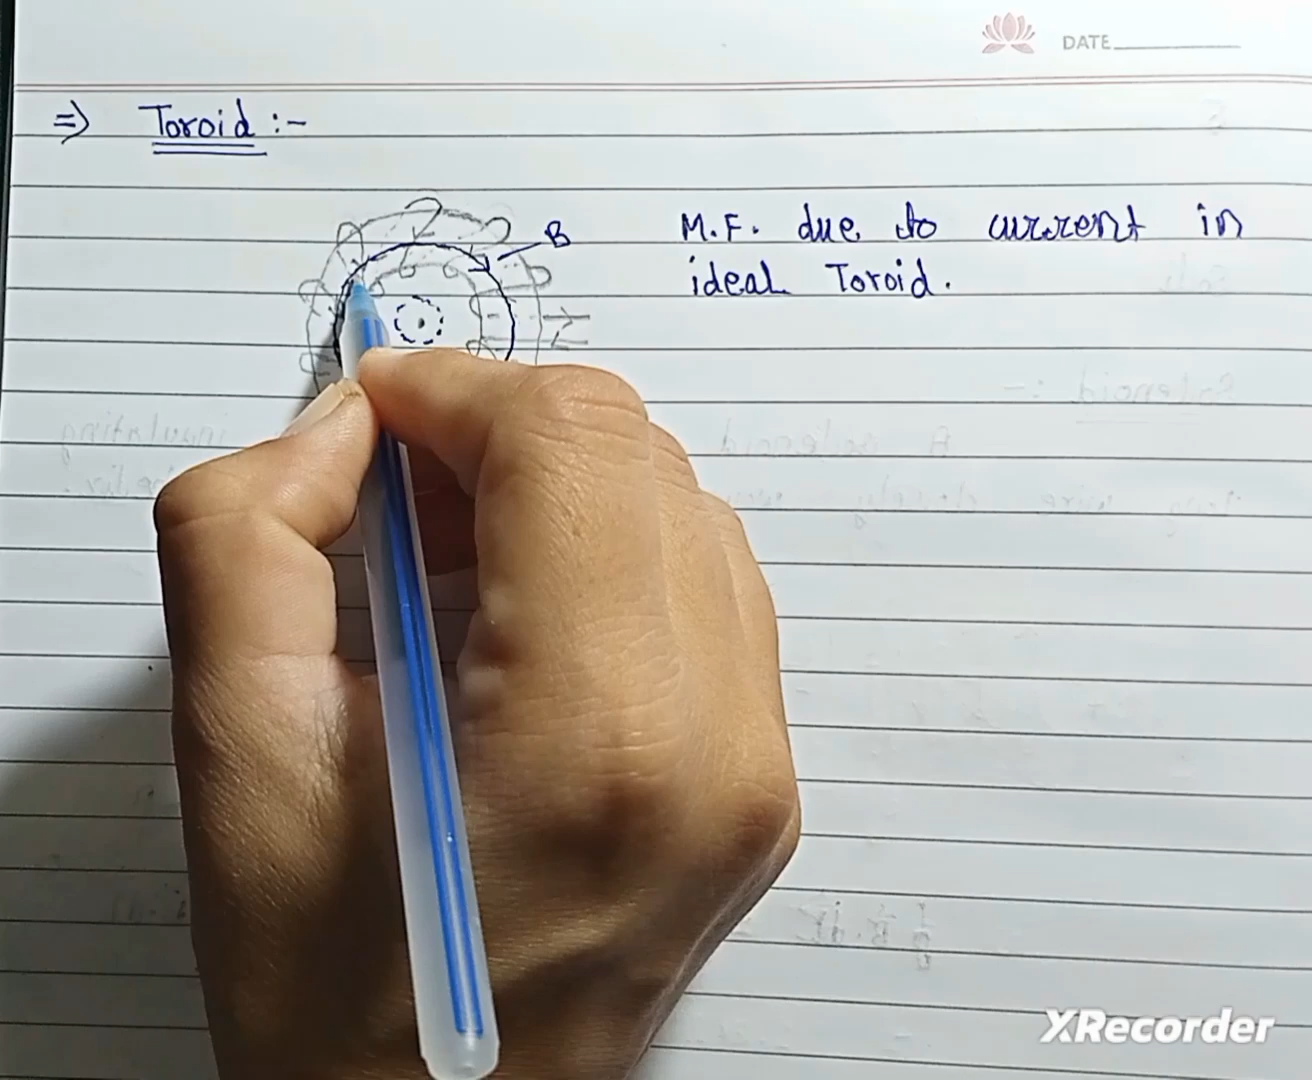 DATE
=> Toroid :-
B
M.F. due to current in
ideal Toroid.
XRecorder